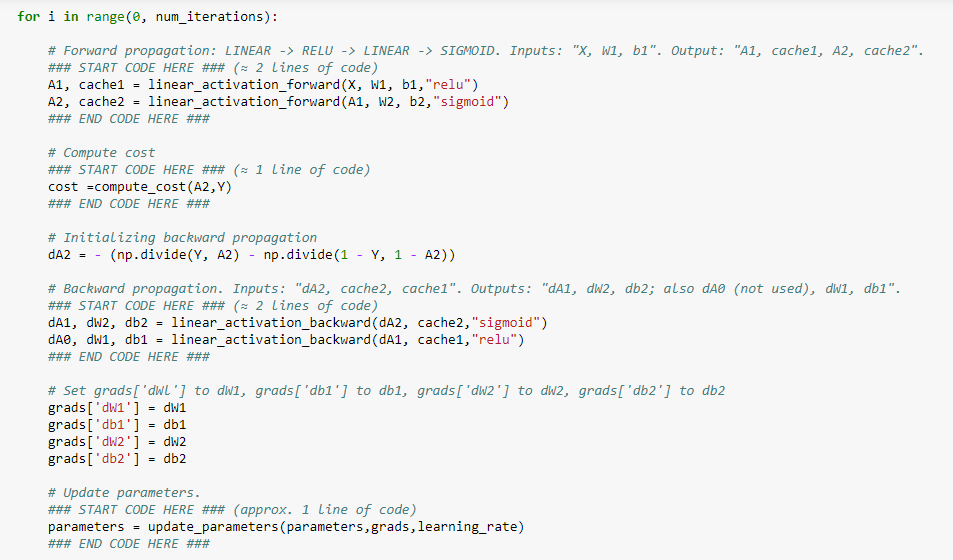 for i in range(0, num_iterations):
# Forward propagation: LINEAR -> RELU -> LINEAR -> SIGMOID. Inputs: "X, W1, b1". Output: "A1, cache1, A2, cache2".
### START CODE HERE ### (≈ 2 lines of code)
A1, cache1 = linear_activation_forward(X, W1, b1,"relu")
A2, cache2 = linear_activation_forward(A1, W2, b2,"sigmoid")
### END CODE HERE ###
# Compute cost
### START CODE HERE ### (≈ 1 line of code)
cost =compute_cost(A2,Y)
### END CODE HERE ###
# Initializing backward propagation
dA2 = - (np.divide(Y, A2) - np.divide(1 - Y, 1 - A2))
# Backward propagation. Inputs: "dA2, cache2, cache1". Outputs: "dA1, dW2, db2; also dA0 (not used), dW1, db1".
### START CODE HERE ### (≈ 2 lines of code)
dA1, dW2, db2 = linear_activation_backward(dA2, cache2,"sigmoid")
dA0, dW1, db1 = linear_activation_backward(dA1, cache1,"relu")
### END CODE HERE ###
# Set grads['dWl'] to dW1, grads['db1'] to db1, grads['dW2'] to dW2, grads['db2'] to db2
grads['dW1'] = dW1
grads['db1'] = db1
grads['dW2'] = dW2
grads['db2'] = db2
# Update parameters.
### START CODE HERE ### (approx. 1 line of code)
parameters = update_parameters(parameters,grads,learning_rate)
### END CODE HERE ###